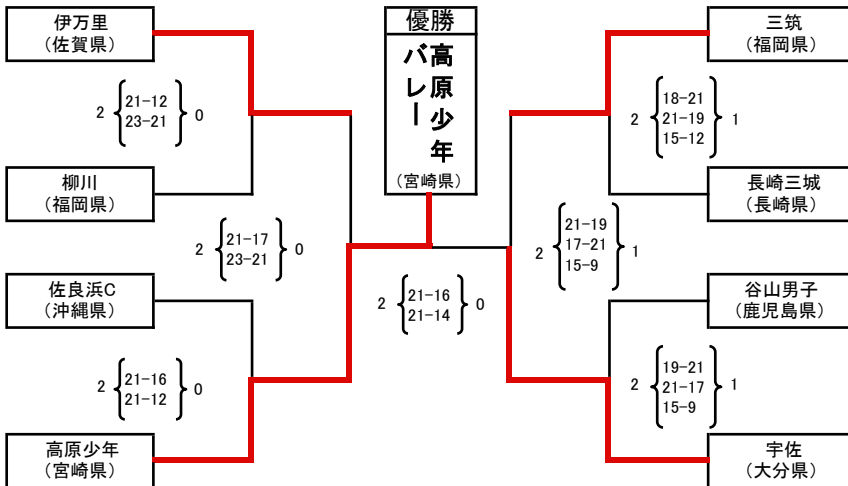 伊万里
(佐賀県)
2 21-12 0
23-21
柳川
(福岡県)
2 21-17 0
23-21
佐良浜C
(沖縄県)
2 21-16 0
21-12
高原少年
(宮崎県)
優勝
高原少年
バレー
(宮崎県)
2 21-16 0
21-14
三筑
(福岡県)
18-21
2 21-19 1
15-12
長崎三城
(長崎県)
21-19
2 17-21 1
15-9
谷山男子
(鹿児島県)
19-21
2 21-17 1
15-9
宇佐
(大分県)